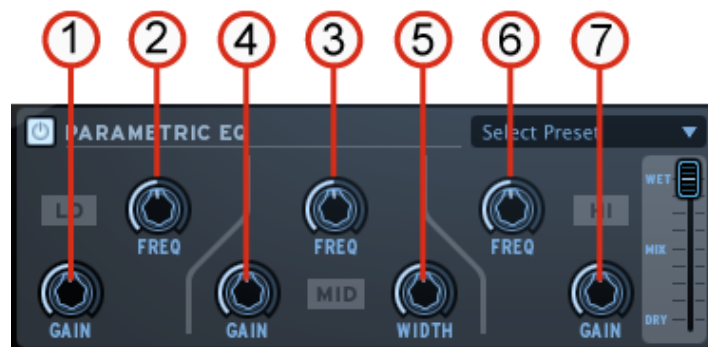 1 2 4 3 5 6 7
PARAMETRIC EQ Select Preset
WET
LO HI
FREQ FREQ FREQ
MIX
MID
GAIN GAIN WIDTH GAIN
DRY